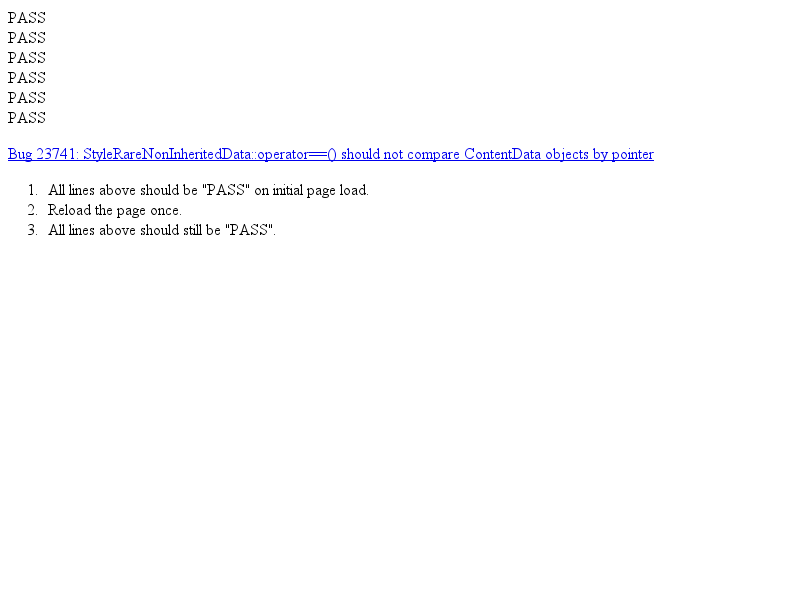 PASS
PASS
PASS
PASS
PASS
PASS
Bug 23741: StyleRareNonInheritedData::operator==() should not compare ContentData objects by pointer
1. All lines above should be "PASS" on initial page load.
2. Reload the page once.
3. All lines above should still be "PASS".